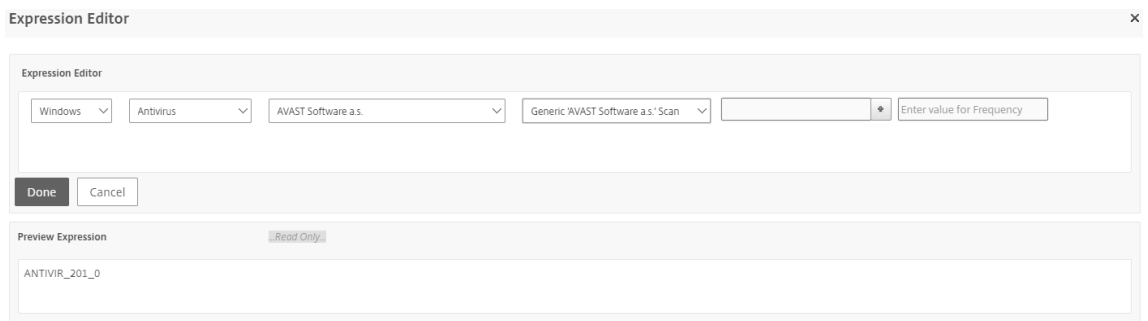 Expression Editor
Expression Editor
Windows Antivirus AVAST Software a.s. Generic 'AVAST Software a.s.' Scan + Enter value for Frequency
Done Cancel
Preview Expression ...Read Only...
ANTIVIR_201_0